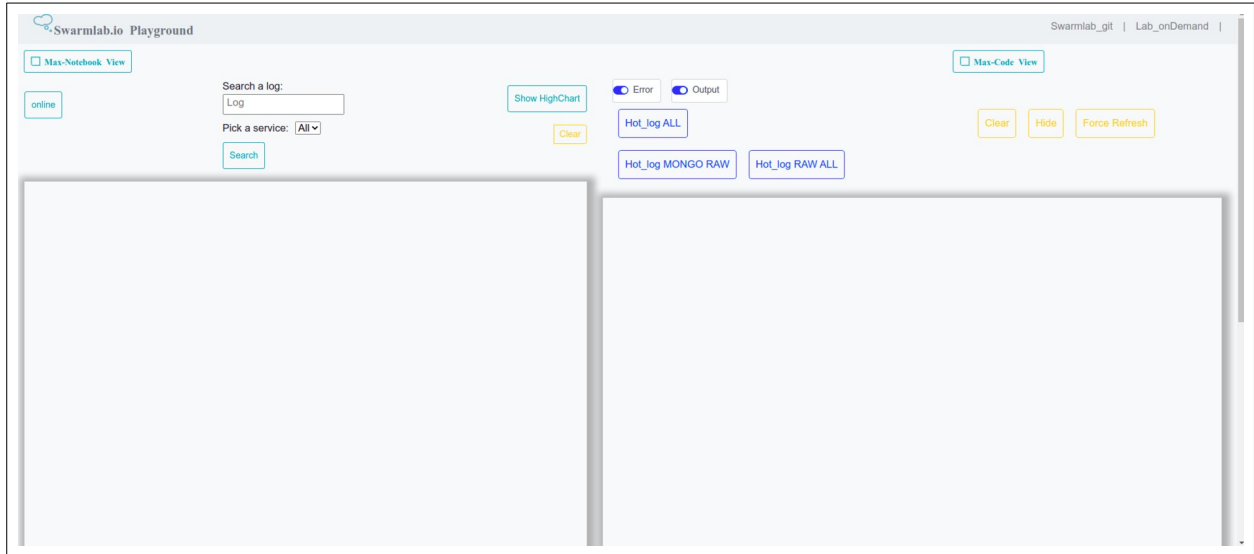 Swarmlab.io Playground
Swarmlab_git | Lab_onDemand |
Max-Notebook View
Max-Code View
online
Search a log:
Log
Pick a service: All
Search
Show HighChart
Clear
Error
Output
Hot_log ALL
Clear
Hide
Force Refresh
Hot_log MONGO RAW
Hot_log RAW ALL